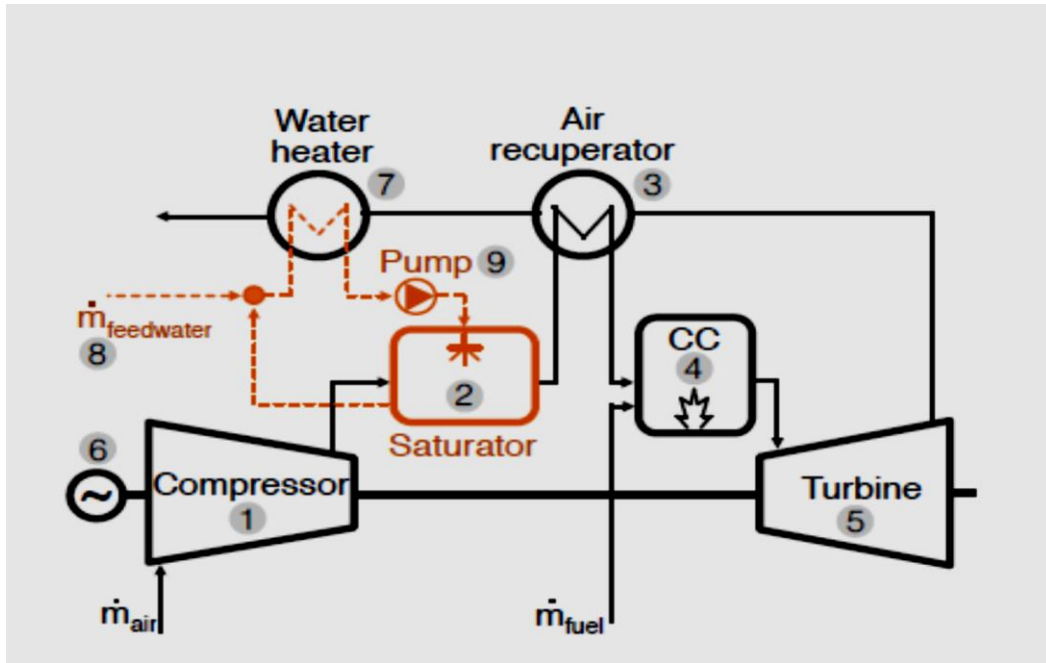 Water
heater
7
Air
recuperator
3
Pump 9
ṁfeedwater
8
CC
4
2
Saturator
6
~
Compressor
1
Turbine
5
ṁair
ṁfuel